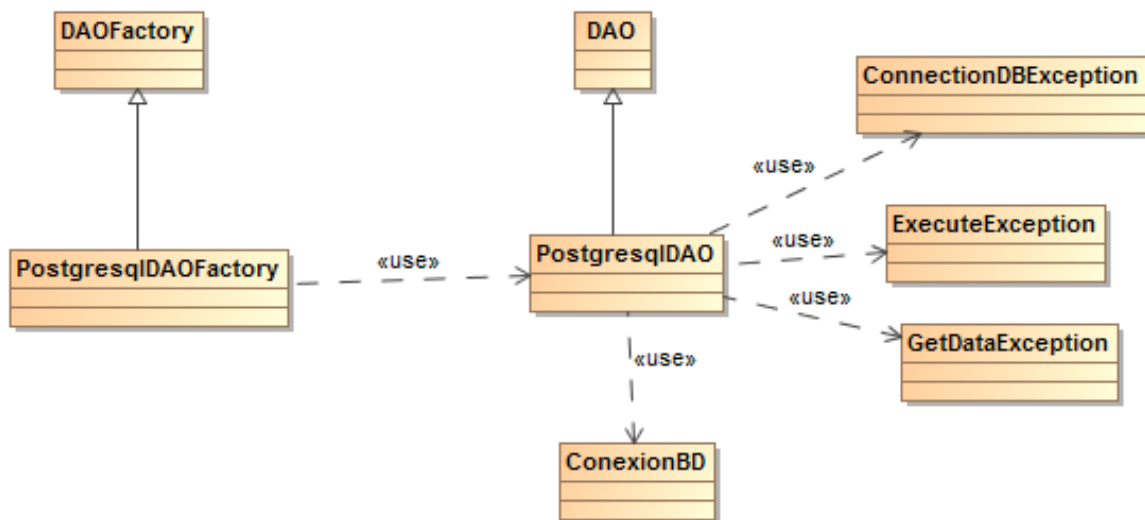 DAOFactory
DAO
ConnectionDBException
«use»
ExecuteException
PostgresqlDAOFactory
«use»
PostgresqlDAO
«use»
«use»
GetDataException
«use»
ConexionBD